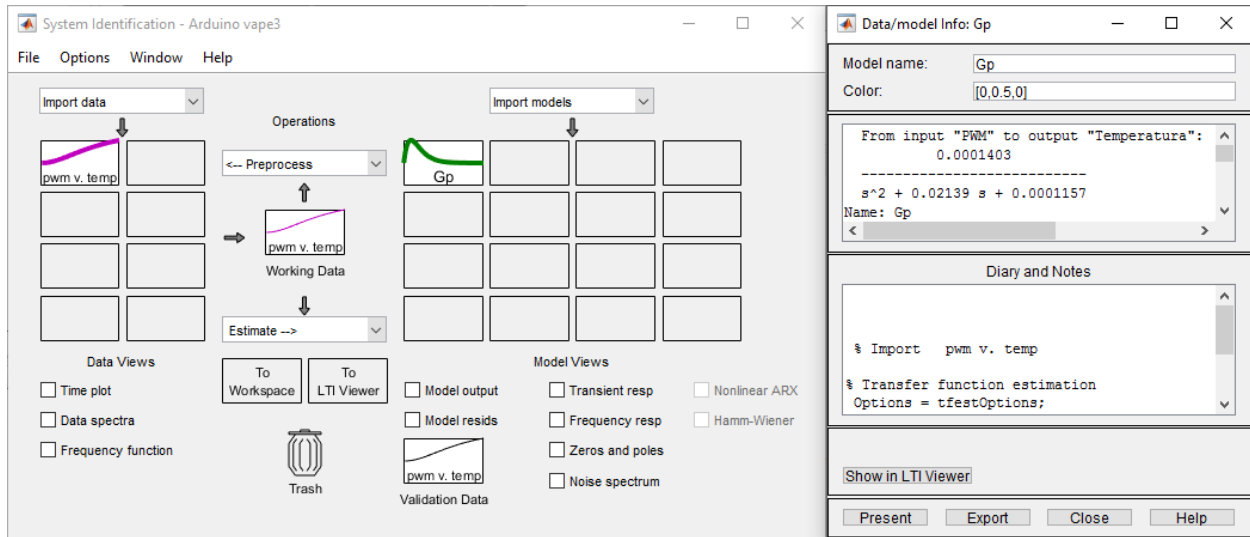 System Identification - Arduino vape3
File Options Window Help
Import data
Import models
Operations
pwm v. temp
<-- Preprocess
Gp
pwm v. temp
Working Data
Estimate -->
Data Views
Model Views
To Workspace
To LTI Viewer
Time plot
Data spectra
Frequency function
Model output
Transient resp
Nonlinear ARX
Model resids
Frequency resp
Hamm-Wiener
Zeros and poles
Noise spectrum
pwm v. temp
Trash
Validation Data
Data/model Info: Gp
Model name: Gp
Color: [0,0.5,0]
From input "PWM" to output "Temperatura":
0.0001403
---------------------------
s^2 + 0.02139 s + 0.0001157
Name: Gp
Diary and Notes
% Import pwm v. temp
% Transfer function estimation
Options = tfestOptions;
Show in LTI Viewer
Present Export Close Help